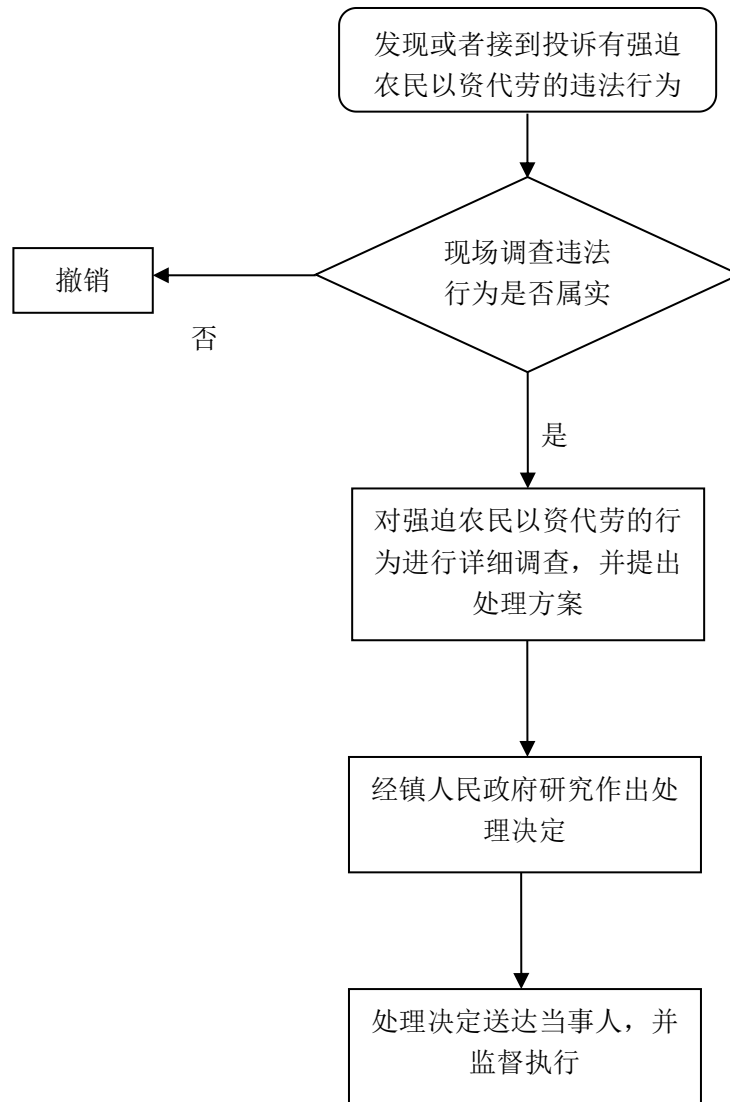 发现或者接到投诉有强迫
农民以资代劳的违法行为
现场调查违法
行为是否属实
撤销
否
是
对强迫农民以资代劳的行
为进行详细调查，并提出
处理方案
经镇人民政府研究作出处
理决定
处理决定送达当事人，并
监督执行